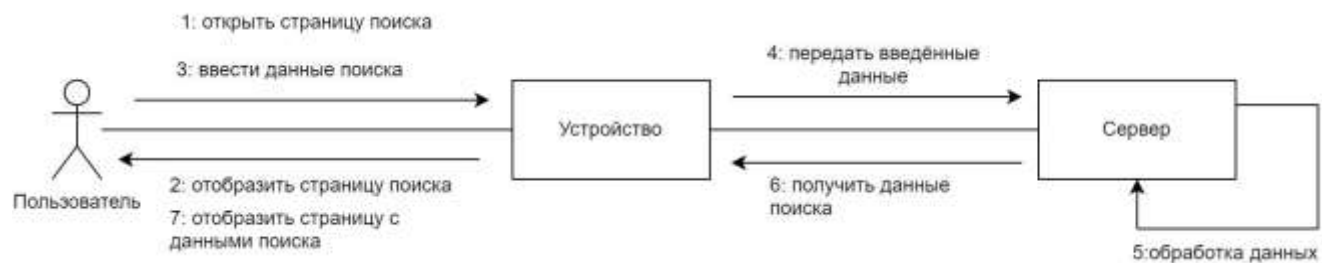 1: открыть страницу поиска
3: ввести данные поиска
4: передать введённые
данные
Устройство
Сервер
Пользователь
2: отобразить страницу поиска
7: отобразить страницу с
данными поиска
6: получить данные
поиска
5:обработка данных